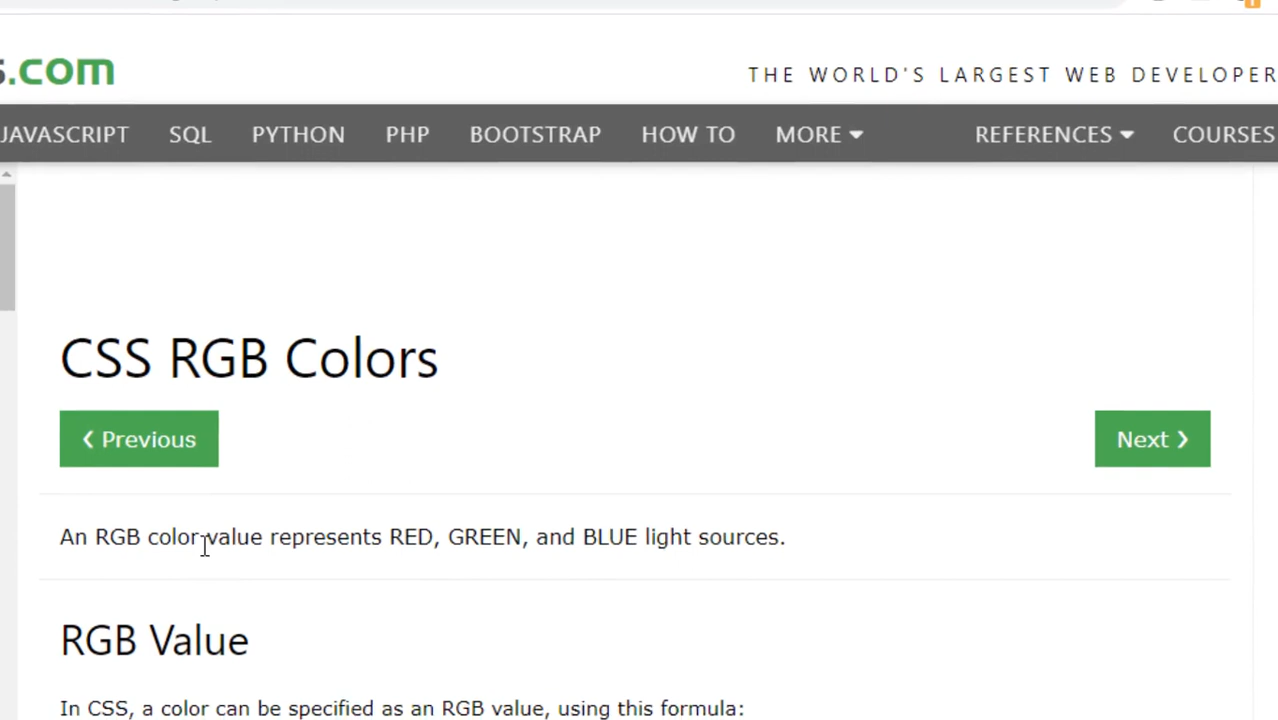 s.com
THE WORLD'S LARGEST WEB DEVELOPER
JAVASCRIPT SQL PYTHON PHP BOOTSTRAP HOW TO MORE REFERENCES COURSES
CSS RGB Colors
❮ Previous Next ❯
An RGB color value represents RED, GREEN, and BLUE light sources.
RGB Value
In CSS, a color can be specified as an RGB value, using this formula: